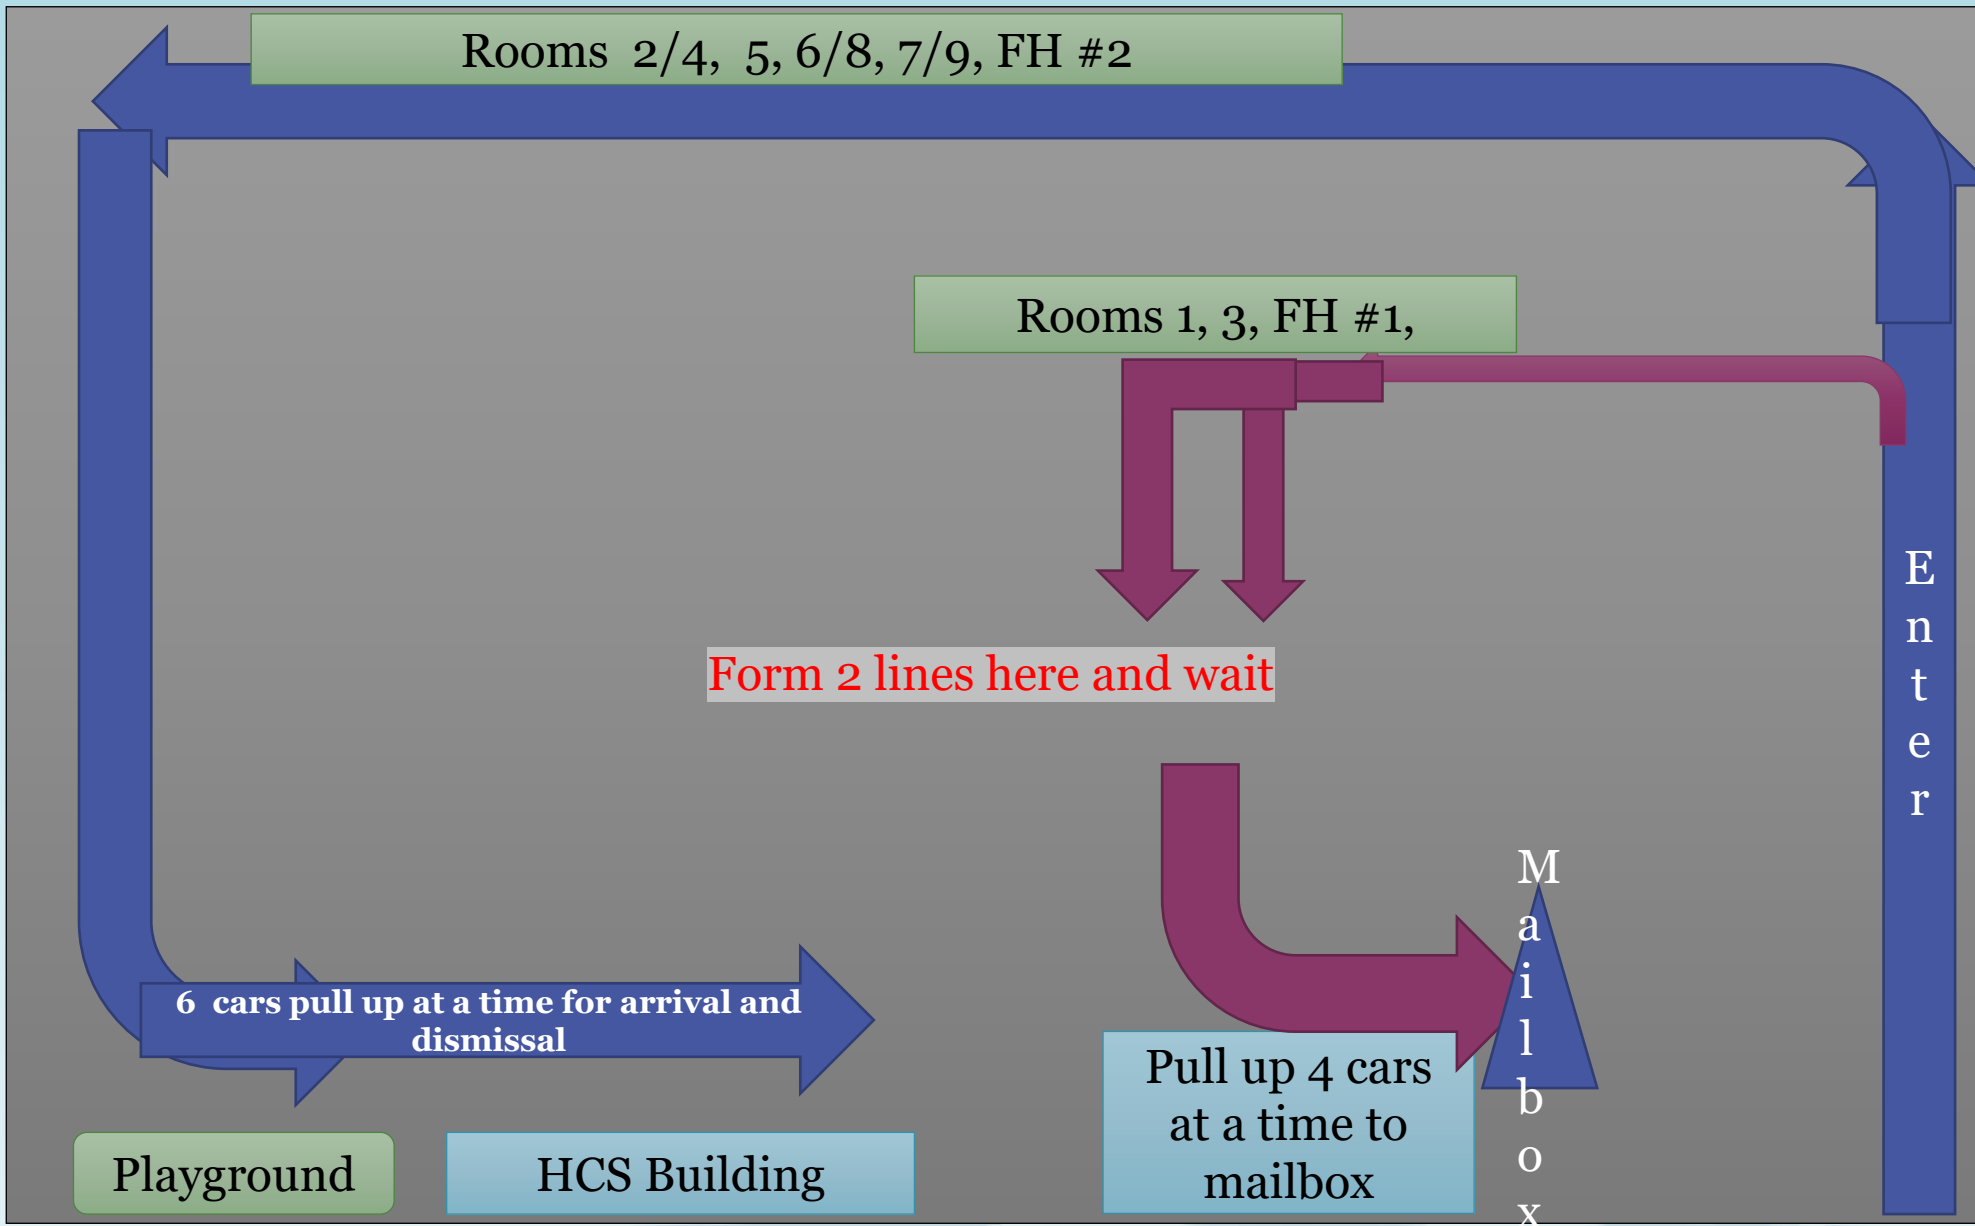 Rooms 2/4, 5, 6/8, 7/9, FH #2
Rooms 1, 3, FH #1,
Enter
Form 2 lines here and wait
Mailbox
6 cars pull up at a time for arrival and
dismissal
Pull up 4 cars
at a time to
mailbox
Playground
HCS Building